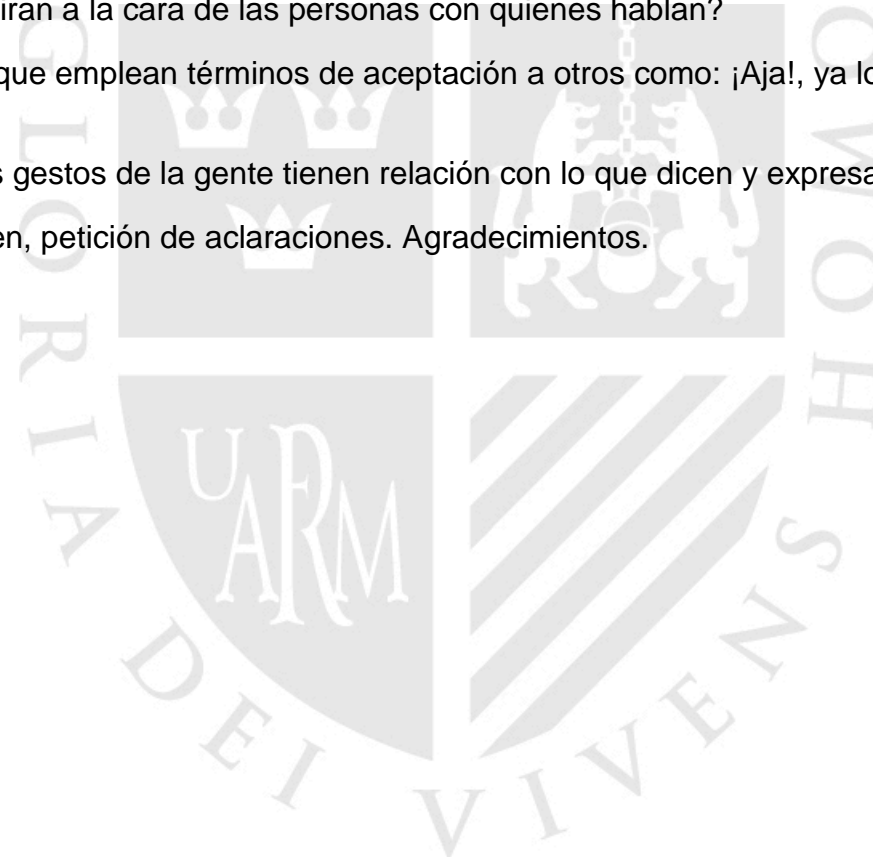 iran a la cara de las personas con quienes hablan?
que emplean términos de aceptación a otros como: ¡Aja!, ya lo
s gestos de la gente tienen relación con lo que dicen y expresa
en, petición de aclaraciones. Agradecimientos.
GLORIA DEI VIVENS HOMO
UARM